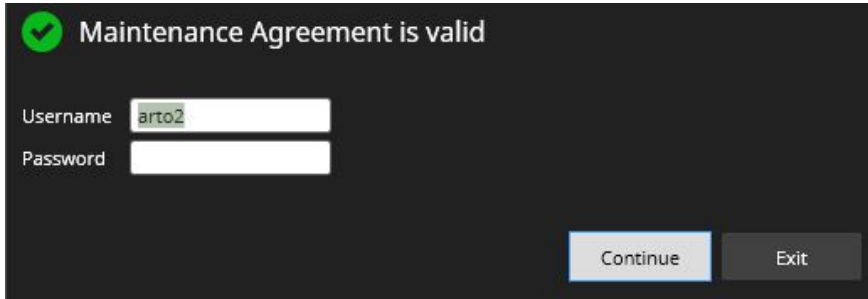 Maintenance Agreement is valid
Username arto2
Password
Continue Exit